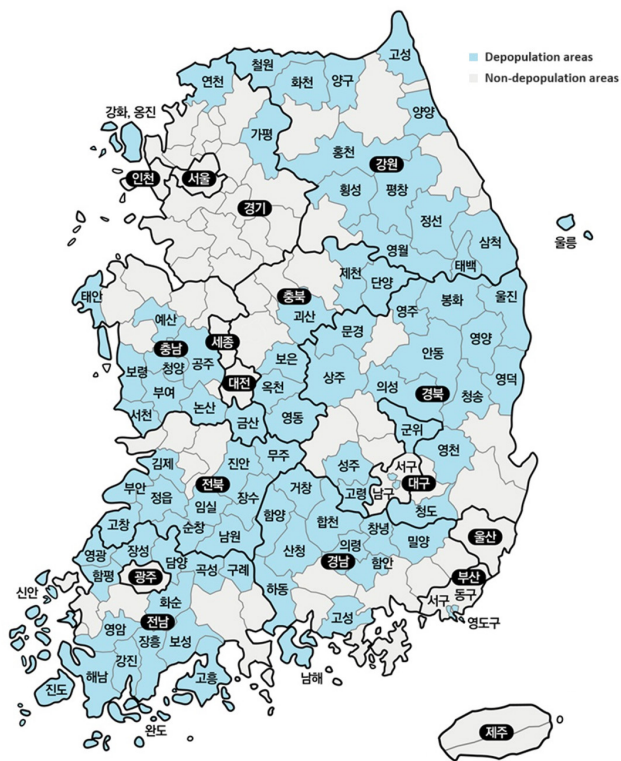 Depopulation areas
Non-depopulation areas
고성
철원
연천
화천
양구
양양
강화, 옹진
가평
홍천
강원
인천
서울
횡성
평창
경기
정선
삼척
울릉
영월
태백
제천
단양
충북
태안
괴산
봉화
울진
영주
예산
문경
영양
세종
충남
공주
안동
보은
보령
청양
대전
상주
영덕
옥천
의성
경북
청송
부여
논산
서천
금산
영동
군위
영천
김제
무주
진안
성주
서구
전북
거창
대구
부안
고령
남구
정읍
장수
임실
함양
청도
고창
합천
창녕
순창
남원
울산
밀양
장성
의령
영광
담양
산청
경남
곡성
구례
함안
함평
광주
부산
신안
하동
동구
화순
서구
고성
영도구
전남
영암
장흥
보성
강진
해남
고흥
남해
진도
완도
제주